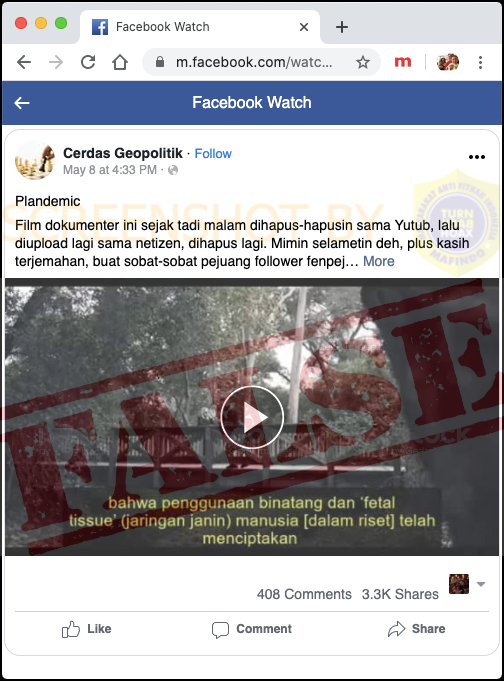 Facebook Watch
m.facebook.com/watc...
m
Facebook Watch
Cerdas Geopolitik · Follow
May 8 at 4:33 PM ·
Plandemic
Film dokumenter ini sejak tadi malam dihapus-hapusin sama Yutub, lalu
diupload lagi sama netizen, dihapus lagi. Mimin selametin deh, plus kasih
terjemahan, buat sobat-sobat pejuang follower fenpej... More
SCREENSHOT BY
TURN
BACK
HOAX
MAFINDO
FALSE
bahwa penggunaan binatang dan 'fetal
tissue' (jaringan janin) manusia [dalam riset] telah
menciptakan
408 Comments 3.3K Shares
Like Comment Share